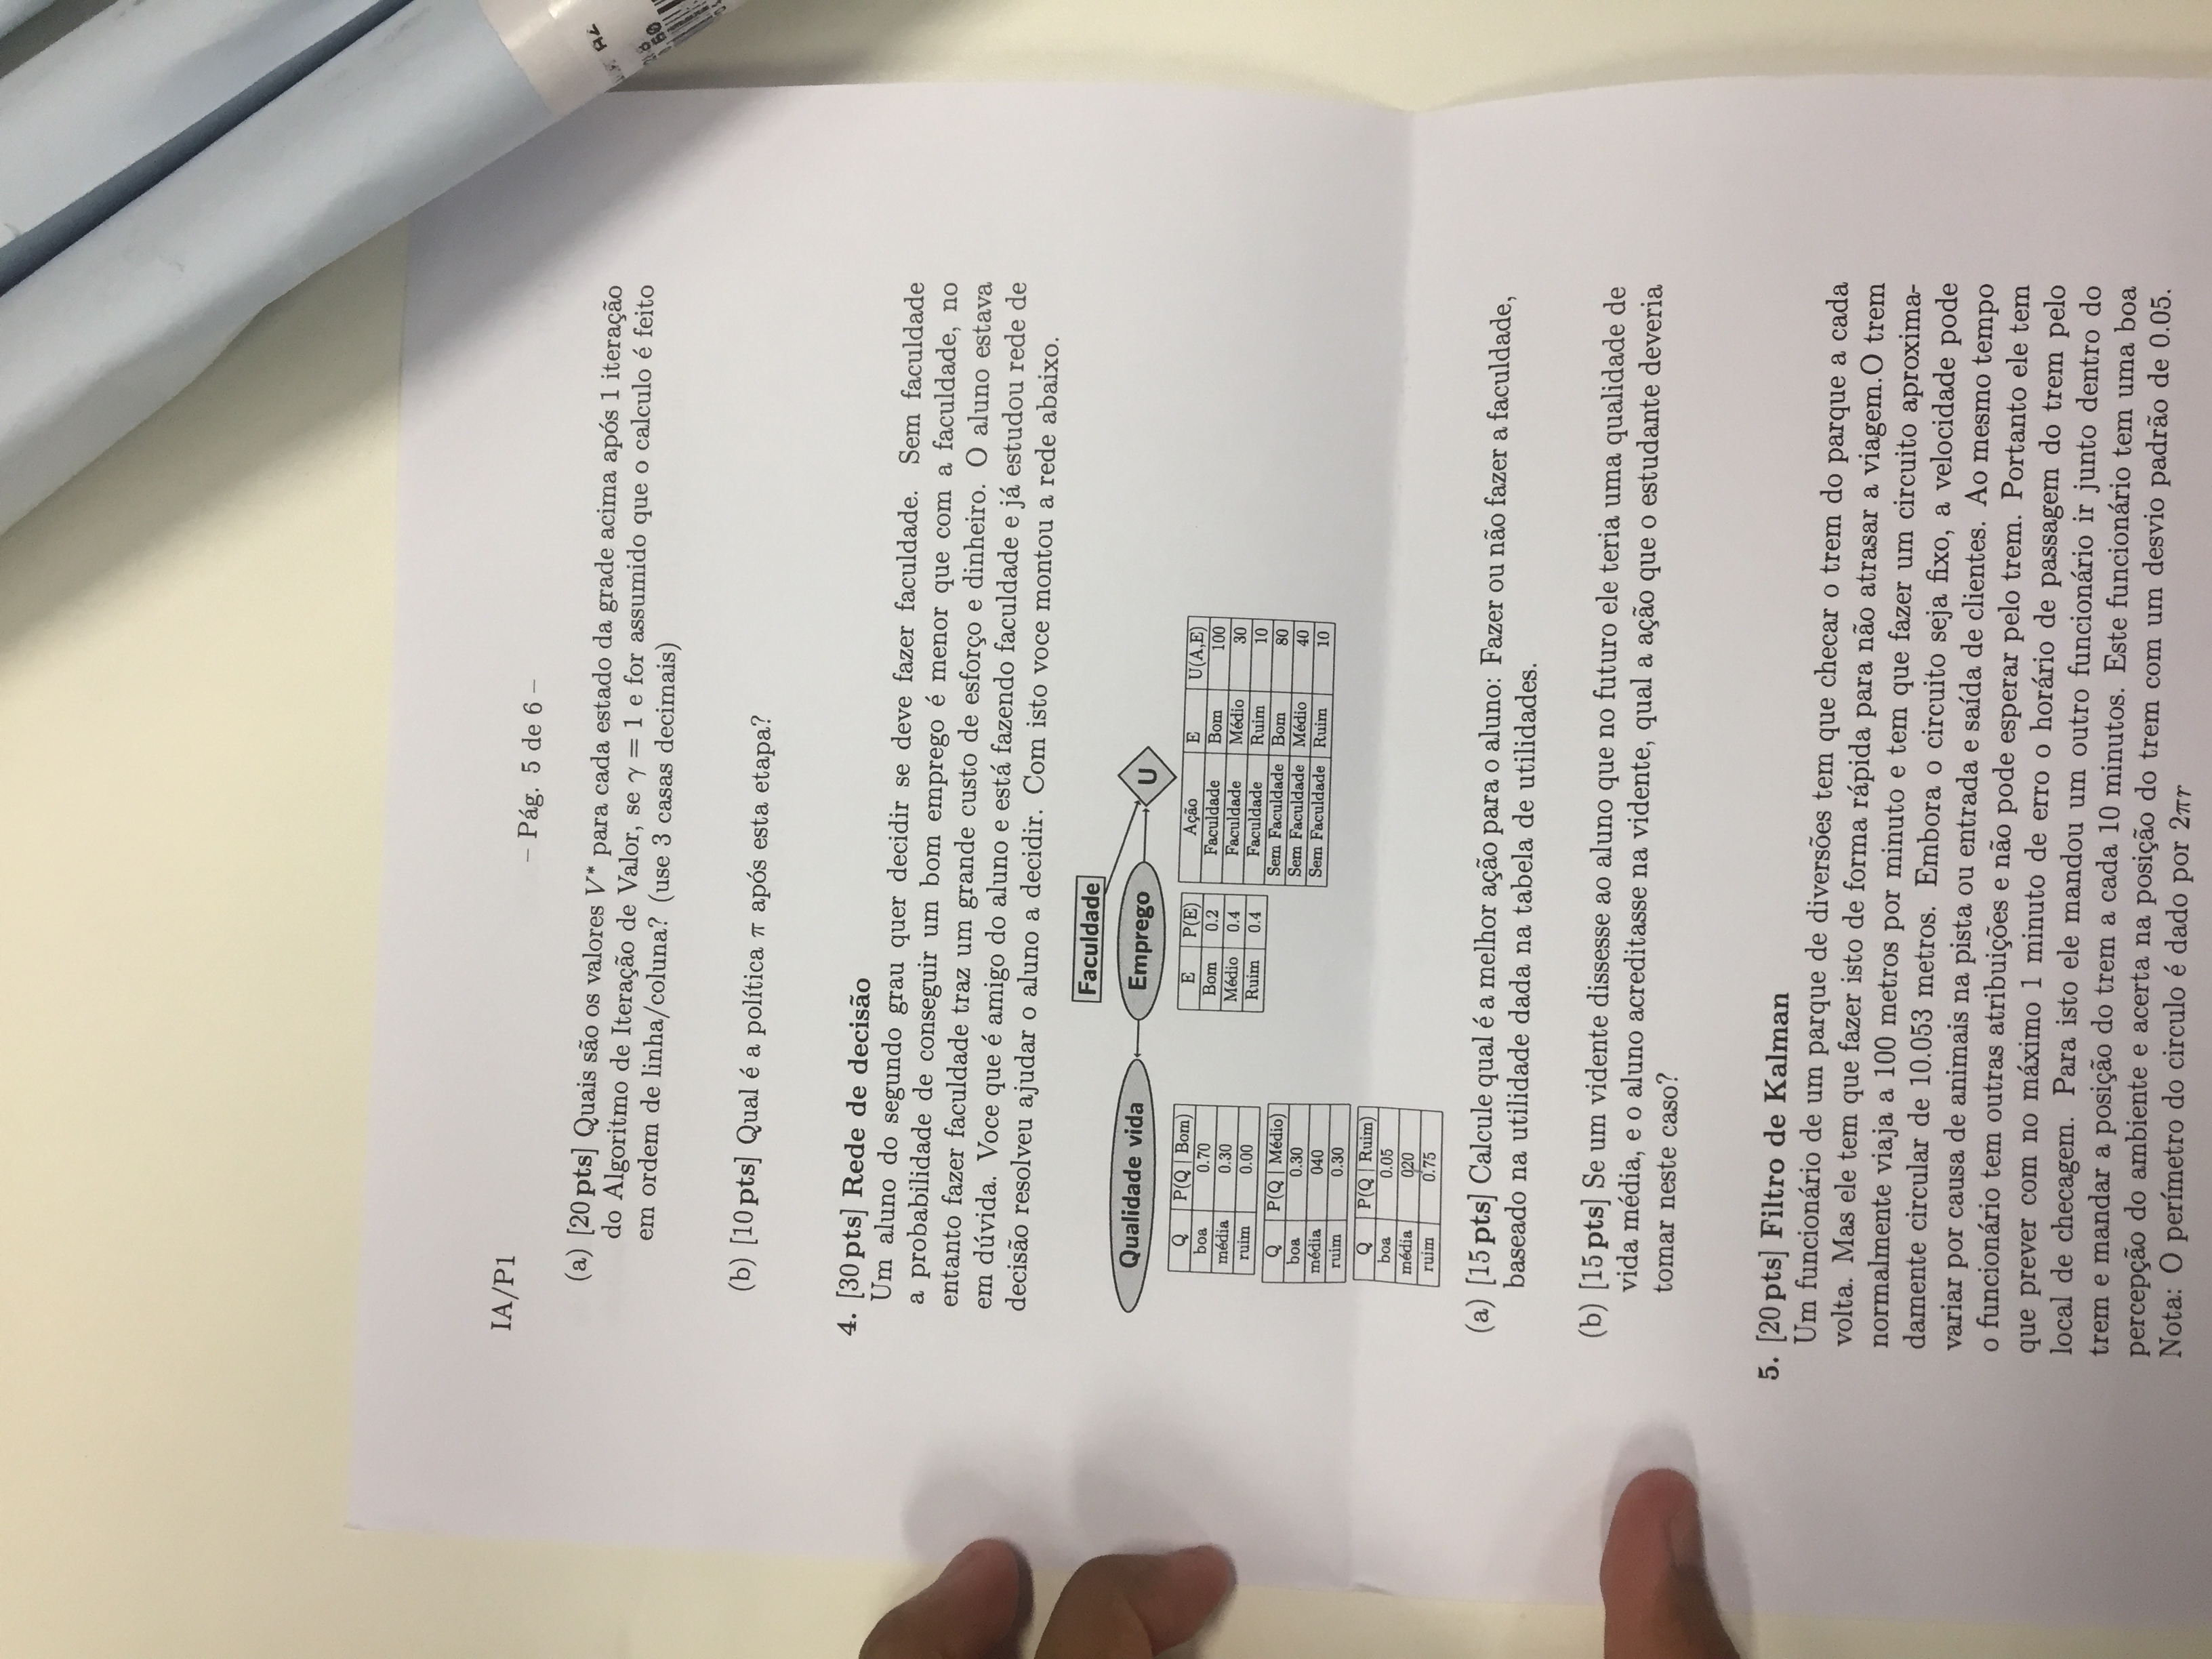 IA/P1
– Pág. 5 de 6 –
(a) [20 pts] Quais são os valores V* para cada estado da grade acima após 1 iteração
do Algoritmo de Iteração de Valor, se γ = 1 e for assumido que o calculo é feito
em ordem de linha/coluna? (use 3 casas decimais)
(b) [10 pts] Qual é a política π após esta etapa?
4. [30 pts] Rede de decisão
Um aluno do segundo grau quer decidir se deve fazer faculdade. Sem faculdade
a probabilidade de conseguir um bom emprego é menor que com a faculdade, no
entanto fazer faculdade traz um grande custo de esforço e dinheiro. O aluno estava
em dúvida. Voce que é amigo do aluno e está fazendo faculdade e já estudou rede de
decisão resolveu ajudar o aluno a decidir. Com isto voce montou a rede abaixo.
Faculdade
Qualidade vida
Emprego
U
Q P(Q | Bom)
boa 0.70
média 0.30
ruim 0.00
Q P(Q | Médio)
boa 0.30
média 040
ruim 0.30
Q P(Q | Ruim)
boa 0.05
média 020
ruim 0.75
E P(E)
Bom 0.2
Médio 0.4
Ruim 0.4
Ação E U(A,E)
Faculdade Bom 100
Faculdade Médio 30
Faculdade Ruim 10
Sem Faculdade Bom 80
Sem Faculdade Médio 40
Sem Faculdade Ruim 10
(a) [15 pts] Calcule qual é a melhor ação para o aluno: Fazer ou não fazer a faculdade,
baseado na utilidade dada na tabela de utilidades.
(b) [15 pts] Se um vidente dissesse ao aluno que no futuro ele teria uma qualidade de
vida média, e o aluno acreditasse na vidente, qual a ação que o estudante deveria
tomar neste caso?
5. [20 pts] Filtro de Kalman
Um funcionário de um parque de diversões tem que checar o trem do parque a cada
volta. Mas ele tem que fazer isto de forma rápida para não atrasar a viagem.O trem
normalmente viaja a 100 metros por minuto e tem que fazer um circuito aproxima-
damente circular de 10.053 metros. Embora o circuito seja fixo, a velocidade pode
variar por causa de animais na pista ou entrada e saída de clientes. Ao mesmo tempo
o funcionário tem outras atribuições e não pode esperar pelo trem. Portanto ele tem
que prever com no máximo 1 minuto de erro o horário de passagem do trem pelo
local de checagem. Para isto ele mandou um outro funcionário ir junto dentro do
trem e mandar a posição do trem a cada 10 minutos. Este funcionário tem uma boa
percepção do ambiente e acerta na posição do trem com um desvio padrão de 0.05.
Nota: O perímetro do circulo é dado por 2πr